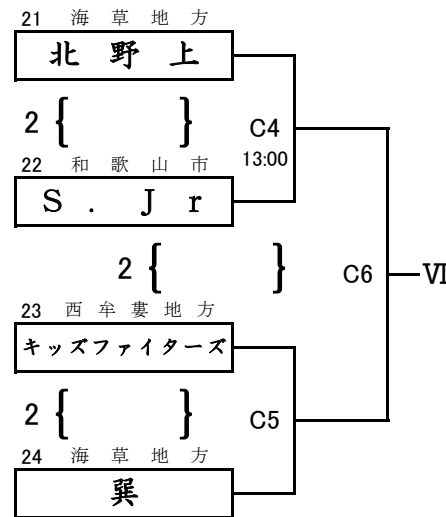 21 海草地方
北野上
2 { }
C4
13:00
22 和歌山市
S.Jr
2 { }
C6
Ⅵ
23 西牟婁地方
キッズファイターズ
2 { }
C5
24 海草地方
巽